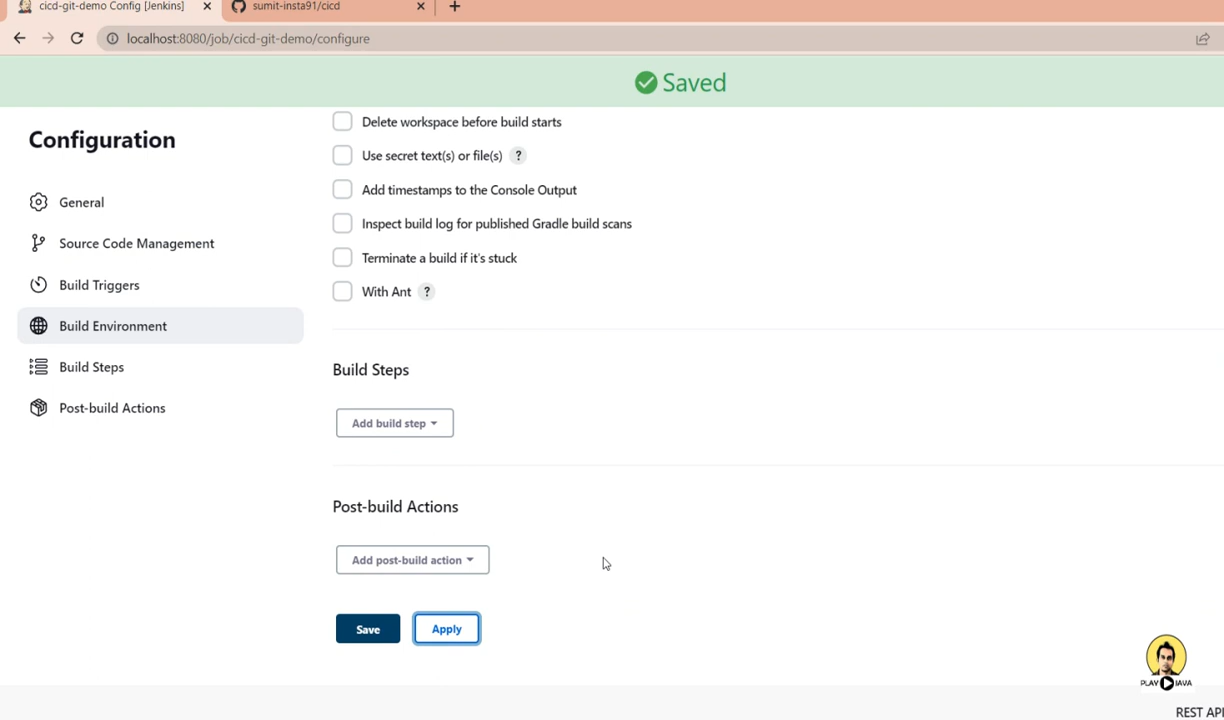 cicd-git-demo Config [Jenkins]
sumit-insta91/cicd
localhost:8080/job/cicd-git-demo/configure
Saved
Configuration
General
Source Code Management
Build Triggers
Build Environment
Build Steps
Post-build Actions
Delete workspace before build starts
Use secret text(s) or file(s) ?
Add timestamps to the Console Output
Inspect build log for published Gradle build scans
Terminate a build if it's stuck
With Ant ?
Build Steps
Add build step
Post-build Actions
Add post-build action
Save Apply
PLAY JAVA
REST API